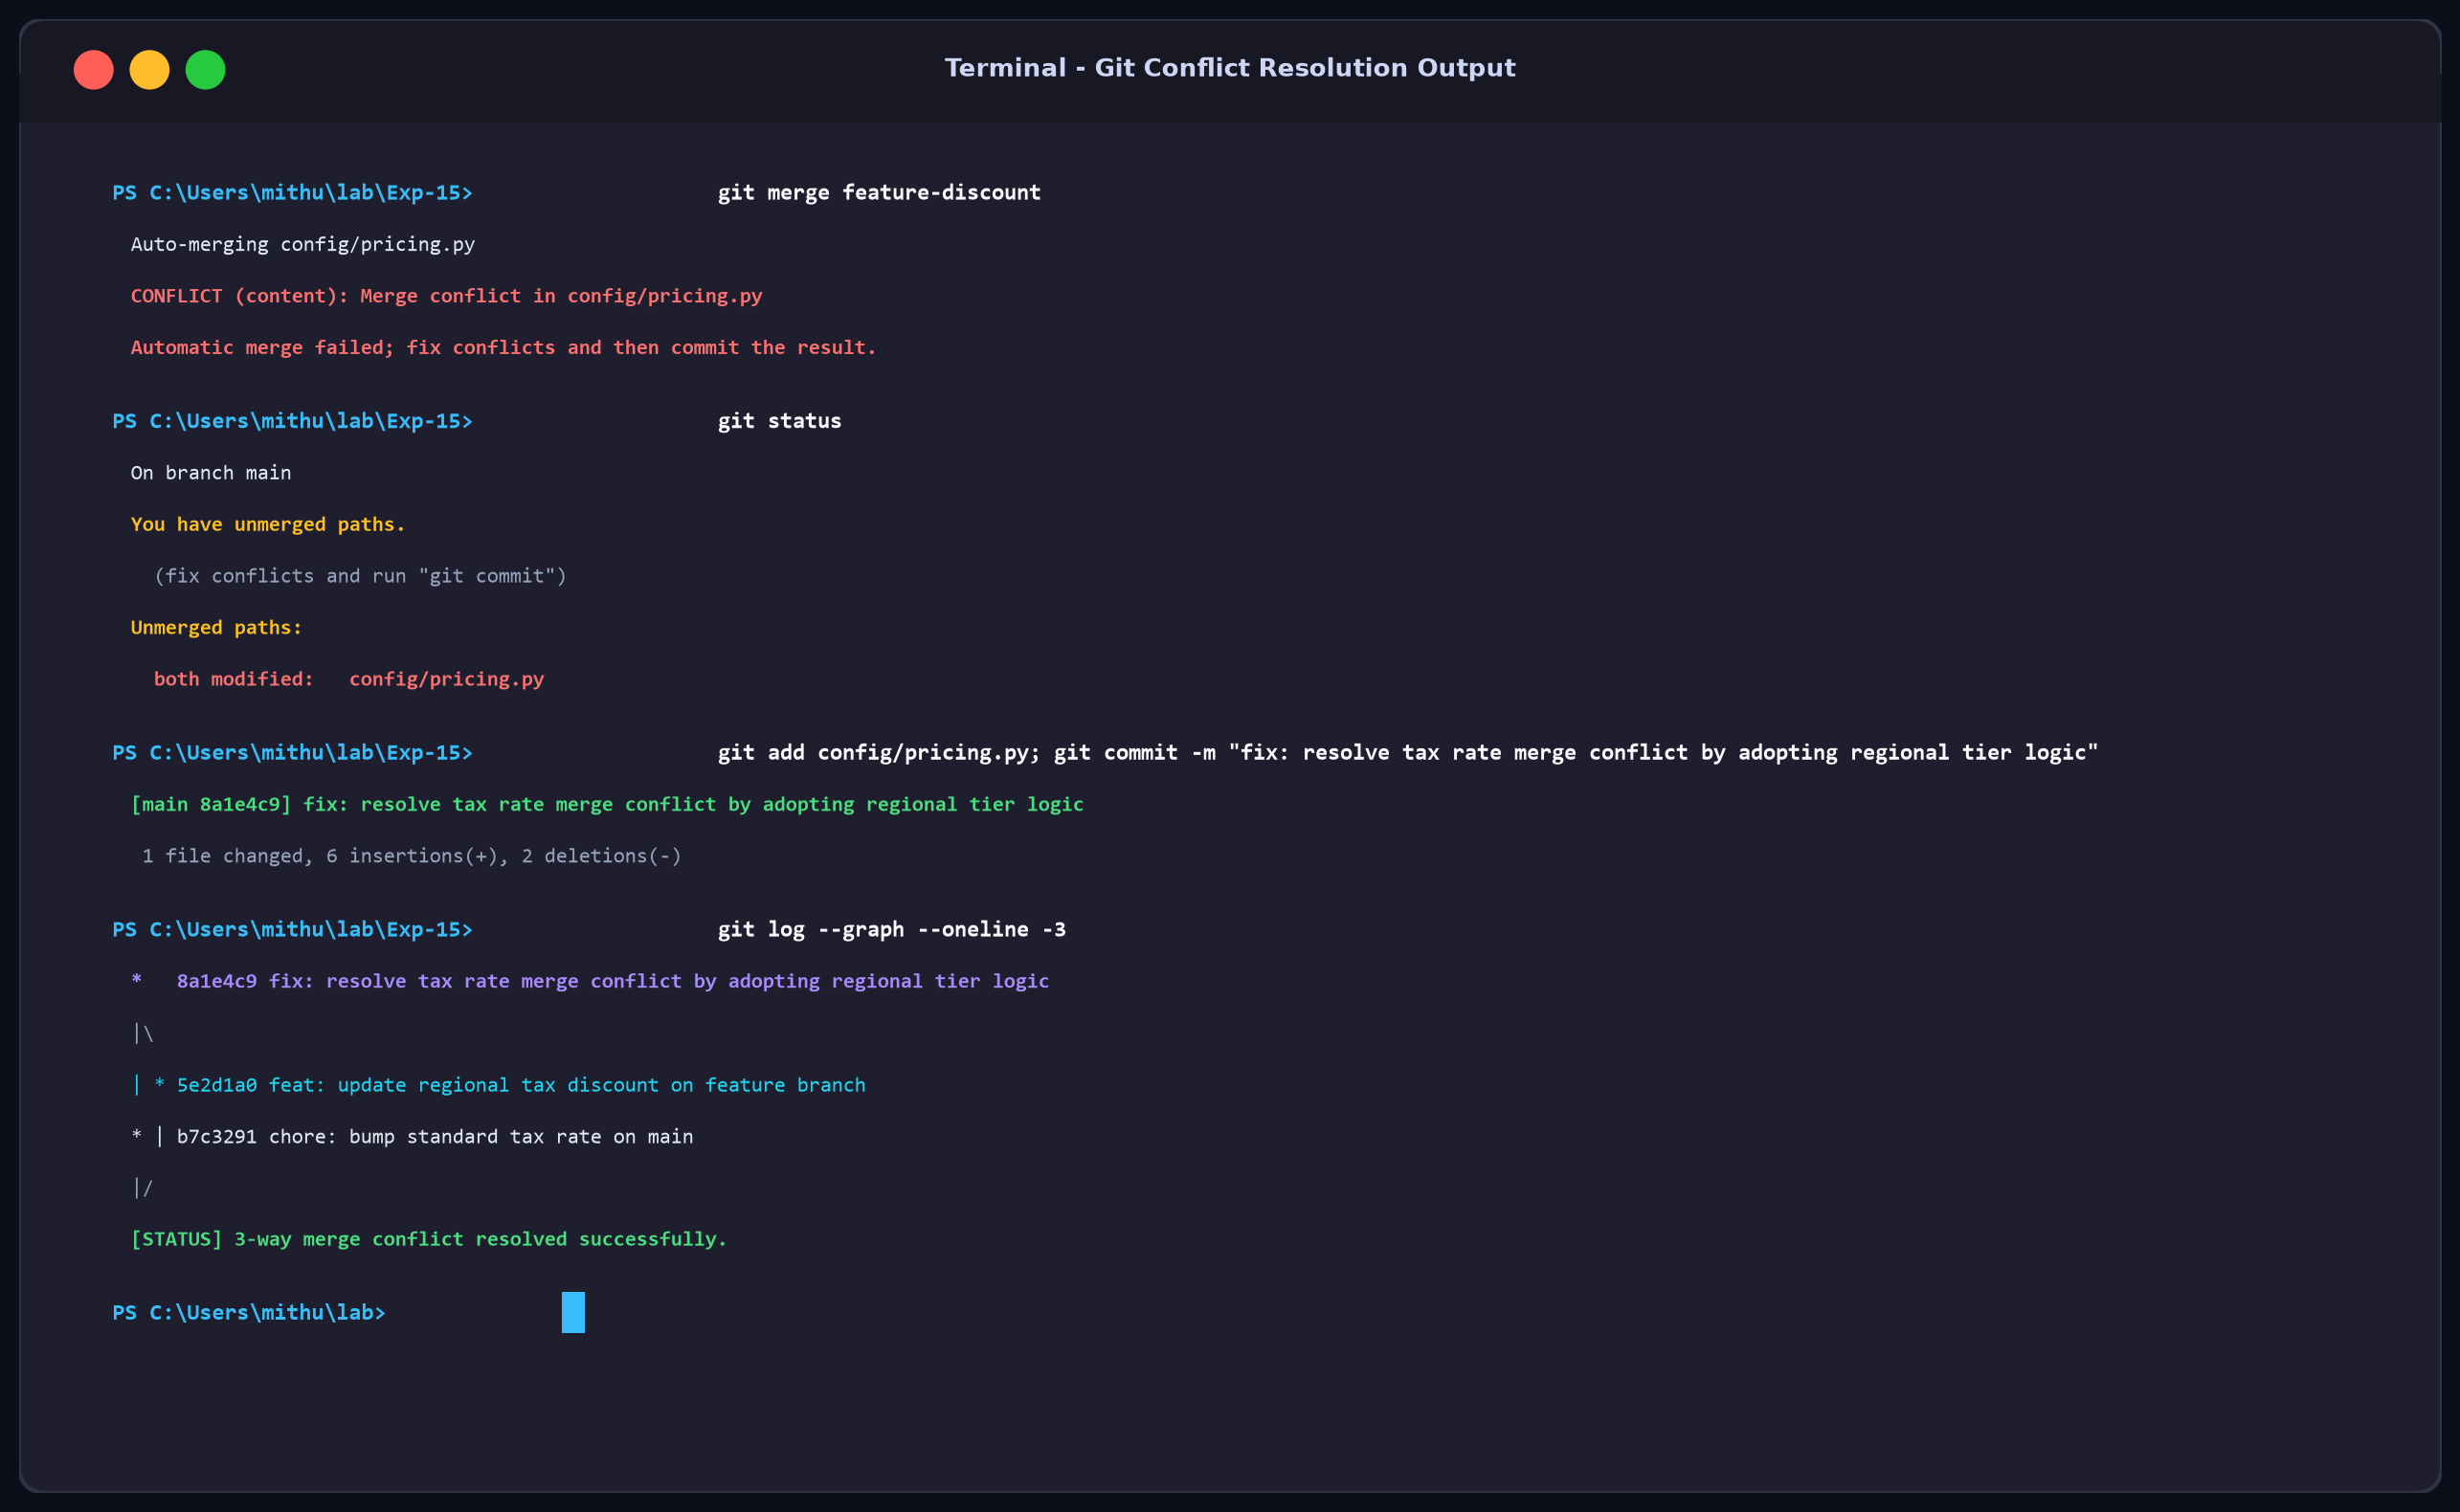 Terminal - Git Conflict Resolution Output
PS C:\Users\mithu\lab\Exp-15> git merge feature-discount
Auto-merging config/pricing.py
CONFLICT (content): Merge conflict in config/pricing.py
Automatic merge failed; fix conflicts and then commit the result.
PS C:\Users\mithu\lab\Exp-15> git status
On branch main
You have unmerged paths.
(fix conflicts and run "git commit")
Unmerged paths:
both modified:   config/pricing.py
PS C:\Users\mithu\lab\Exp-15> git add config/pricing.py; git commit -m "fix: resolve tax rate merge conflict by adopting regional tier logic"
[main 8a1e4c9] fix: resolve tax rate merge conflict by adopting regional tier logic
1 file changed, 6 insertions(+), 2 deletions(-)
PS C:\Users\mithu\lab\Exp-15> git log --graph --oneline -3
*   8a1e4c9 fix: resolve tax rate merge conflict by adopting regional tier logic
|\
| * 5e2d1a0 feat: update regional tax discount on feature branch
* | b7c3291 chore: bump standard tax rate on main
|/
[STATUS] 3-way merge conflict resolved successfully.
PS C:\Users\mithu\lab>